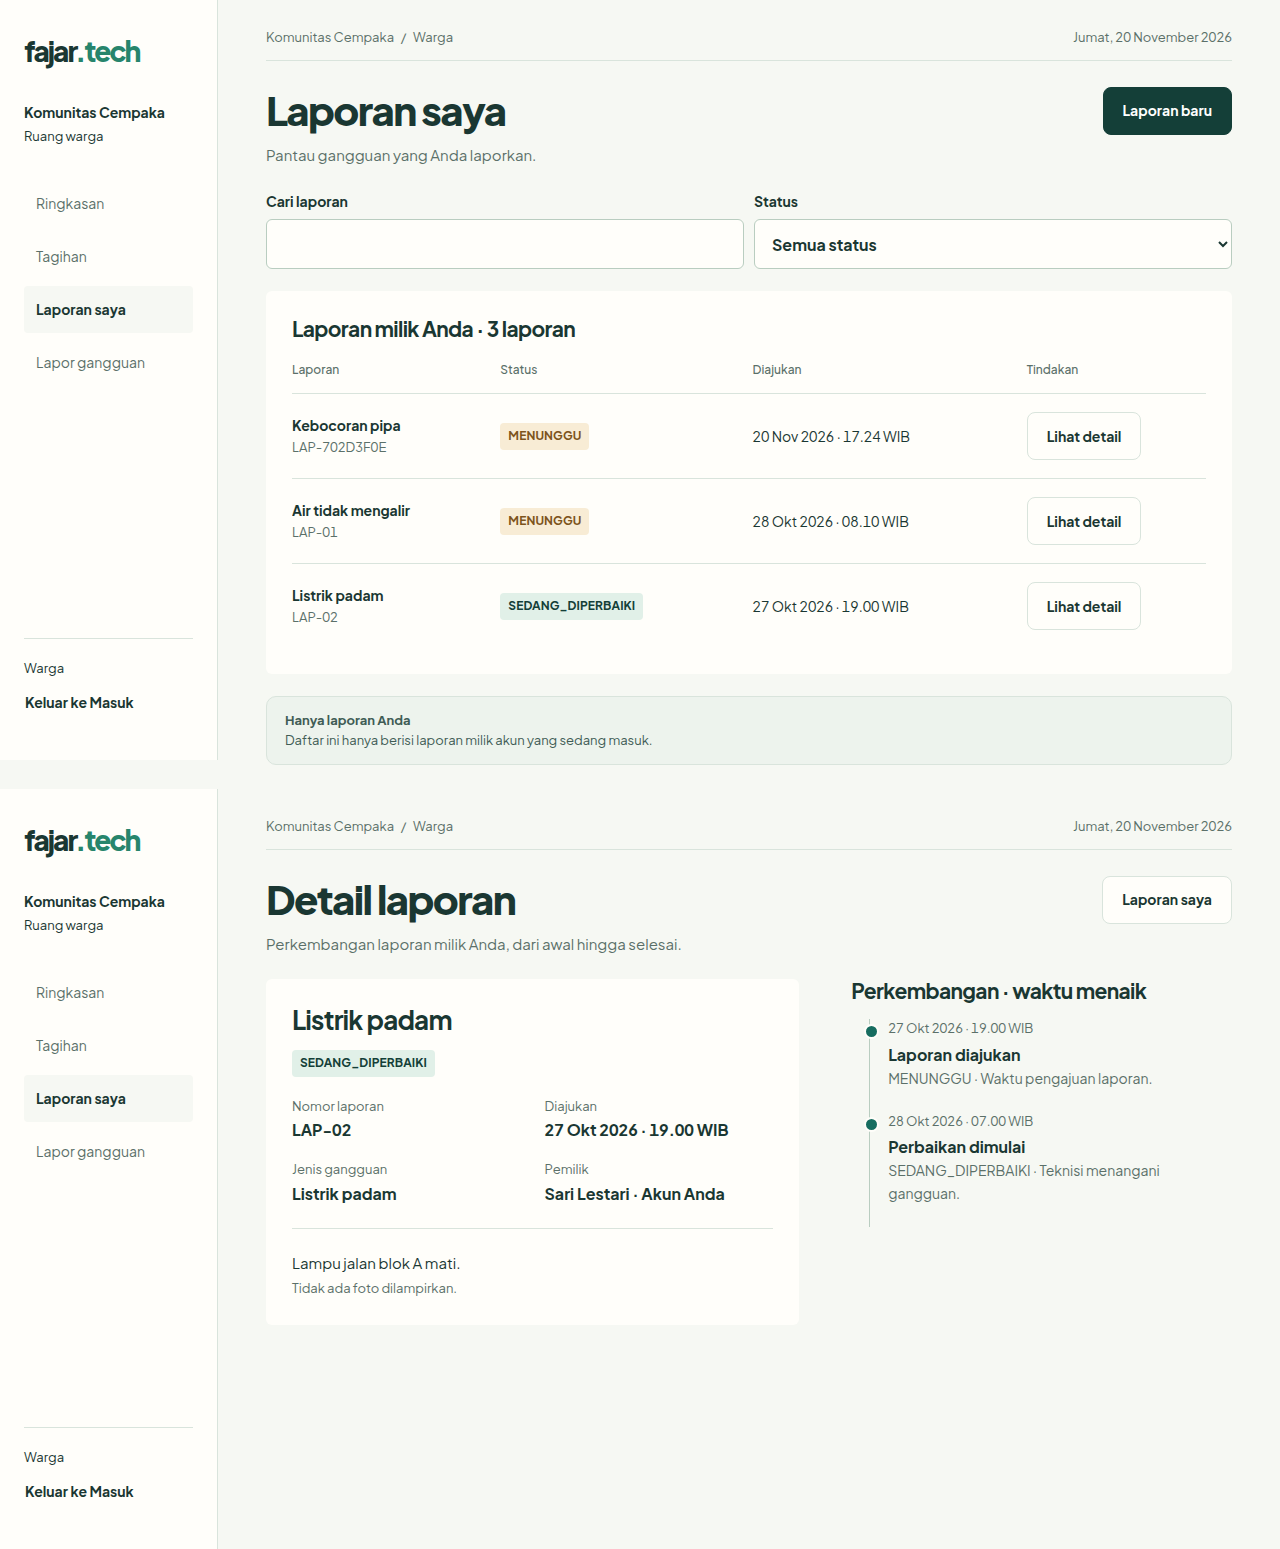 fajar.tech
Komunitas Cempaka
Ruang warga
Ringkasan
Tagihan
Laporan saya
Lapor gangguan
Warga
Keluar ke Masuk
Komunitas Cempaka / Warga
Jumat, 20 November 2026
Laporan saya
Pantau gangguan yang Anda laporkan.
Laporan baru
Cari laporan
Status
Semua status
Laporan milik Anda · 3 laporan
Laporan Status Diajukan Tindakan
Kebocoran pipa
LAP-702D3F0E
MENUNGGU
20 Nov 2026 · 17.24 WIB
Lihat detail
Air tidak mengalir
LAP-01
MENUNGGU
28 Okt 2026 · 08.10 WIB
Lihat detail
Listrik padam
LAP-02
SEDANG_DIPERBAIKI
27 Okt 2026 · 19.00 WIB
Lihat detail
Hanya laporan Anda
Daftar ini hanya berisi laporan milik akun yang sedang masuk.
fajar.tech
Komunitas Cempaka
Ruang warga
Ringkasan
Tagihan
Laporan saya
Lapor gangguan
Warga
Keluar ke Masuk
Komunitas Cempaka / Warga
Jumat, 20 November 2026
Detail laporan
Perkembangan laporan milik Anda, dari awal hingga selesai.
Laporan saya
Listrik padam
SEDANG_DIPERBAIKI
Nomor laporan
LAP-02
Diajukan
27 Okt 2026 · 19.00 WIB
Jenis gangguan
Listrik padam
Pemilik
Sari Lestari · Akun Anda
Lampu jalan blok A mati.
Tidak ada foto dilampirkan.
Perkembangan · waktu menaik
27 Okt 2026 · 19.00 WIB
Laporan diajukan
MENUNGGU · Waktu pengajuan laporan.
28 Okt 2026 · 07.00 WIB
Perbaikan dimulai
SEDANG_DIPERBAIKI · Teknisi menangani
gangguan.